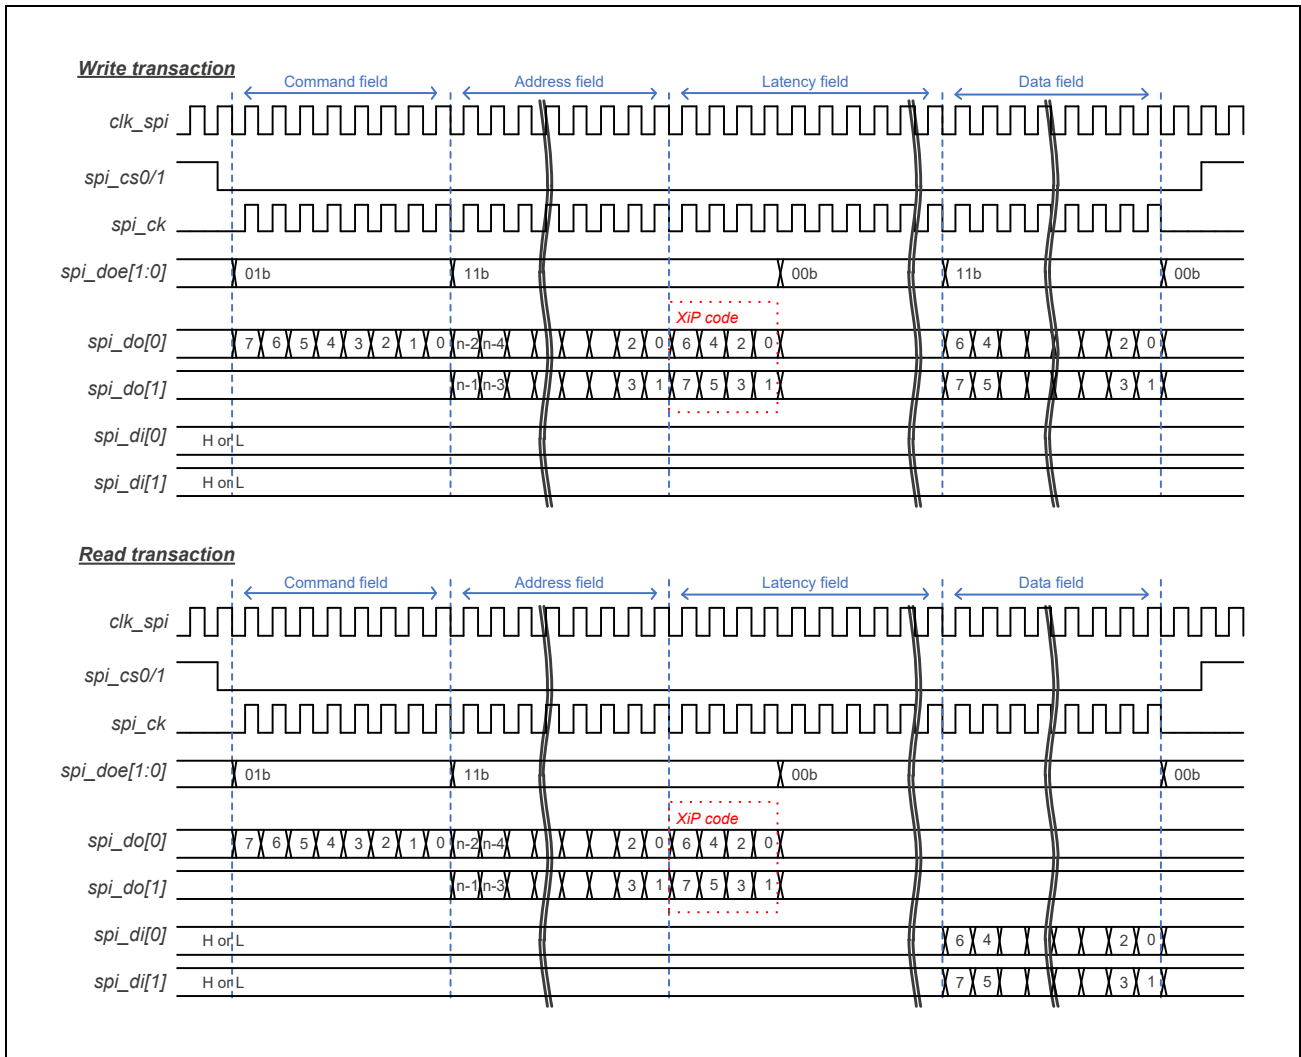 Write transaction
Command field Address field Latency field Data field
clk_spi
spi_cs0/1
spi_ck
spi_doe[1:0] 01b 11b 00b 11b 00b
XiP code
spi_do[0] 7 6 5 4 3 2 1 0 n-2 n-4 2 0 6 4 2 0 6 4 2 0
spi_do[1] n-1 n-3 3 1 7 5 3 1 7 5 3 1
spi_di[0] H or L
spi_di[1] H or L
Read transaction
Command field Address field Latency field Data field
clk_spi
spi_cs0/1
spi_ck
spi_doe[1:0] 01b 11b 00b 00b
XiP code
spi_do[0] 7 6 5 4 3 2 1 0 n-2 n-4 2 0 6 4 2 0
spi_do[1] n-1 n-3 3 1 7 5 3 1
spi_di[0] H or L 6 4 2 0
spi_di[1] H or L 7 5 3 1